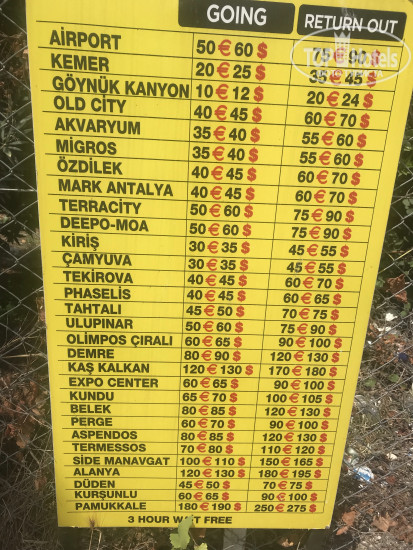 GOING RETURN OUT
AİRPORT 50€ 60$ 75€ 90$
KEMER 20€ 25$ 35€ 45$
GÖYNÜK KANYON 10€ 12$ 20€ 24$
OLD CITY 40€ 45$ 60€ 70$
AKVARYUM 35€ 40$ 55€ 60$
MİGROS 35€ 40$ 55€ 60$
ÖZDİLEK 40€ 45$ 60€ 70$
MARK ANTALYA 40€ 45$ 60€ 70$
TERRACITY 50€ 60$ 75€ 90$
DEEPO-MOA 50€ 60$ 75€ 90$
KİRİŞ 30€ 35$ 45€ 55$
ÇAMYUVA 30€ 35$ 45€ 55$
TEKİROVA 40€ 45$ 60€ 70$
PHASELİS 40€ 45$ 60€ 65$
TAHTALI 45€ 50$ 70€ 75$
ULUPINAR 50€ 60$ 75€ 90$
OLİMPOS ÇIRALI 60€ 65$ 90€ 100$
DEMRE 80€ 90$ 120€ 130$
KAŞ KALKAN 120€ 130$ 170€ 180$
EXPO CENTER 60€ 65$ 90€ 100$
KUNDU 65€ 70$ 100€ 105$
BELEK 80€ 85$ 120€ 130$
PERGE 60€ 70$ 90€ 100$
ASPENDOS 80€ 85$ 120€ 130$
TERMESSOS 70€ 80$ 110€ 120$
SİDE MANAVGAT 100€ 110$ 150€ 165$
ALANYA 120€ 130$ 180€ 195$
DÜDEN 45€ 50$ 70€ 75$
KURŞUNLU 60€ 65$ 90€ 100$
PAMUKKALE 180€ 190$ 250€ 275$
3 HOUR WAİT FREE